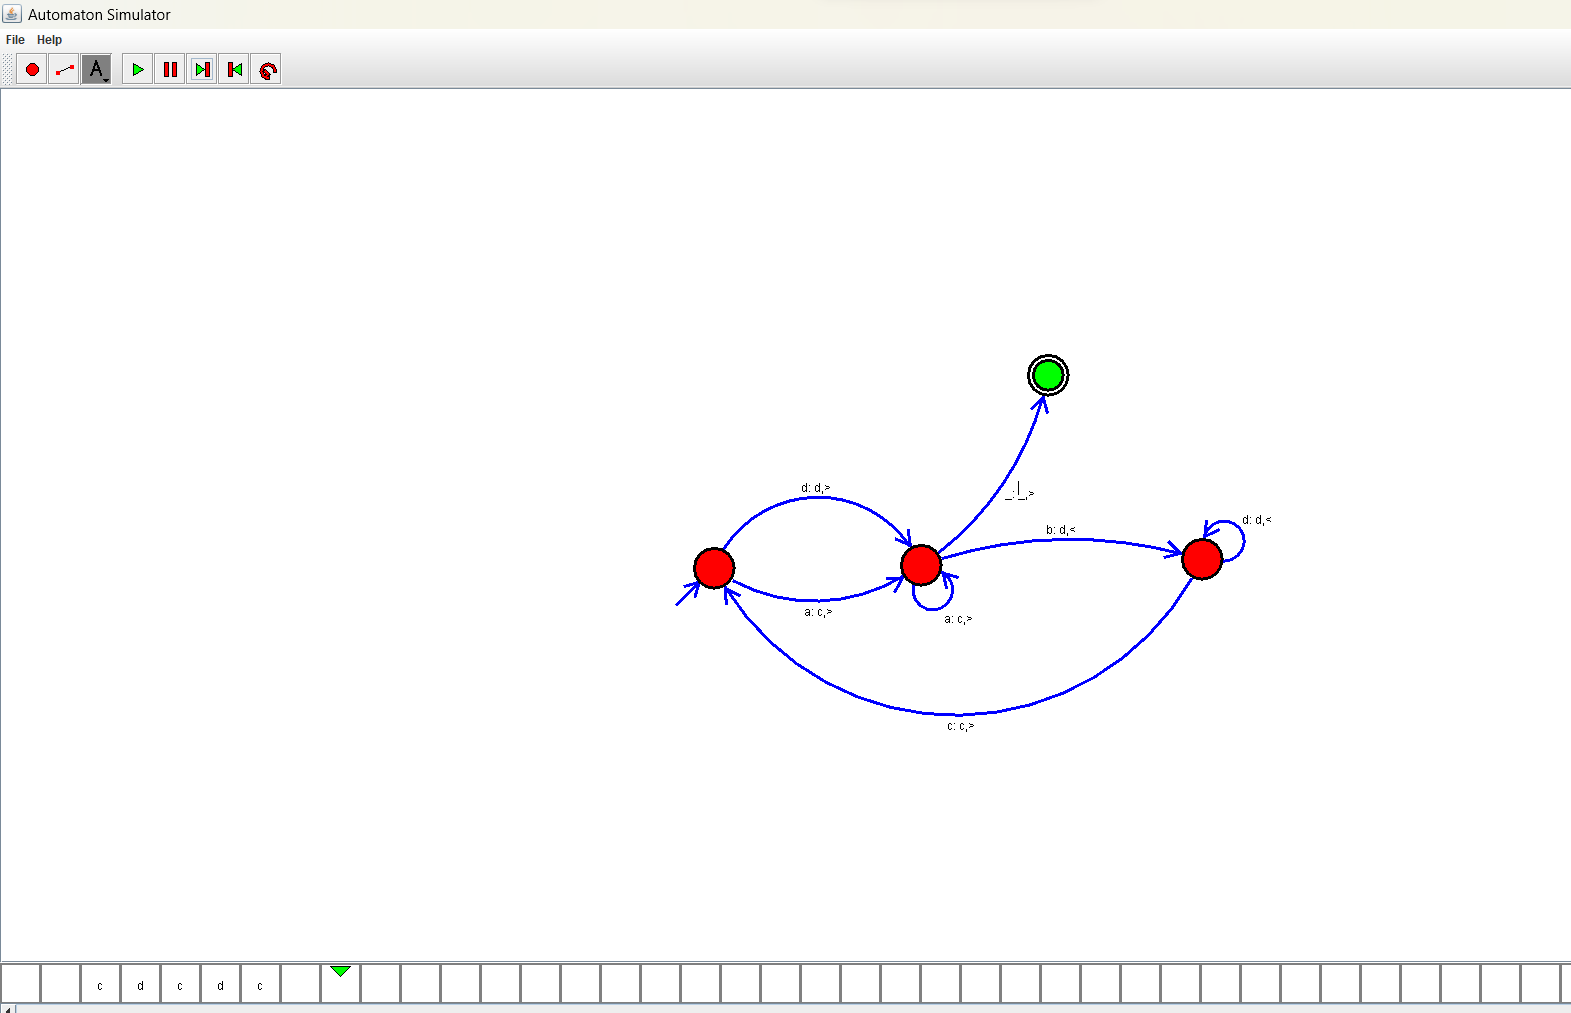 Automaton Simulator
File Help
A
d: d,>
_: _,>
b: d,<
d: d,<
a: c,>
a: c,>
c: c,>
c d c d c